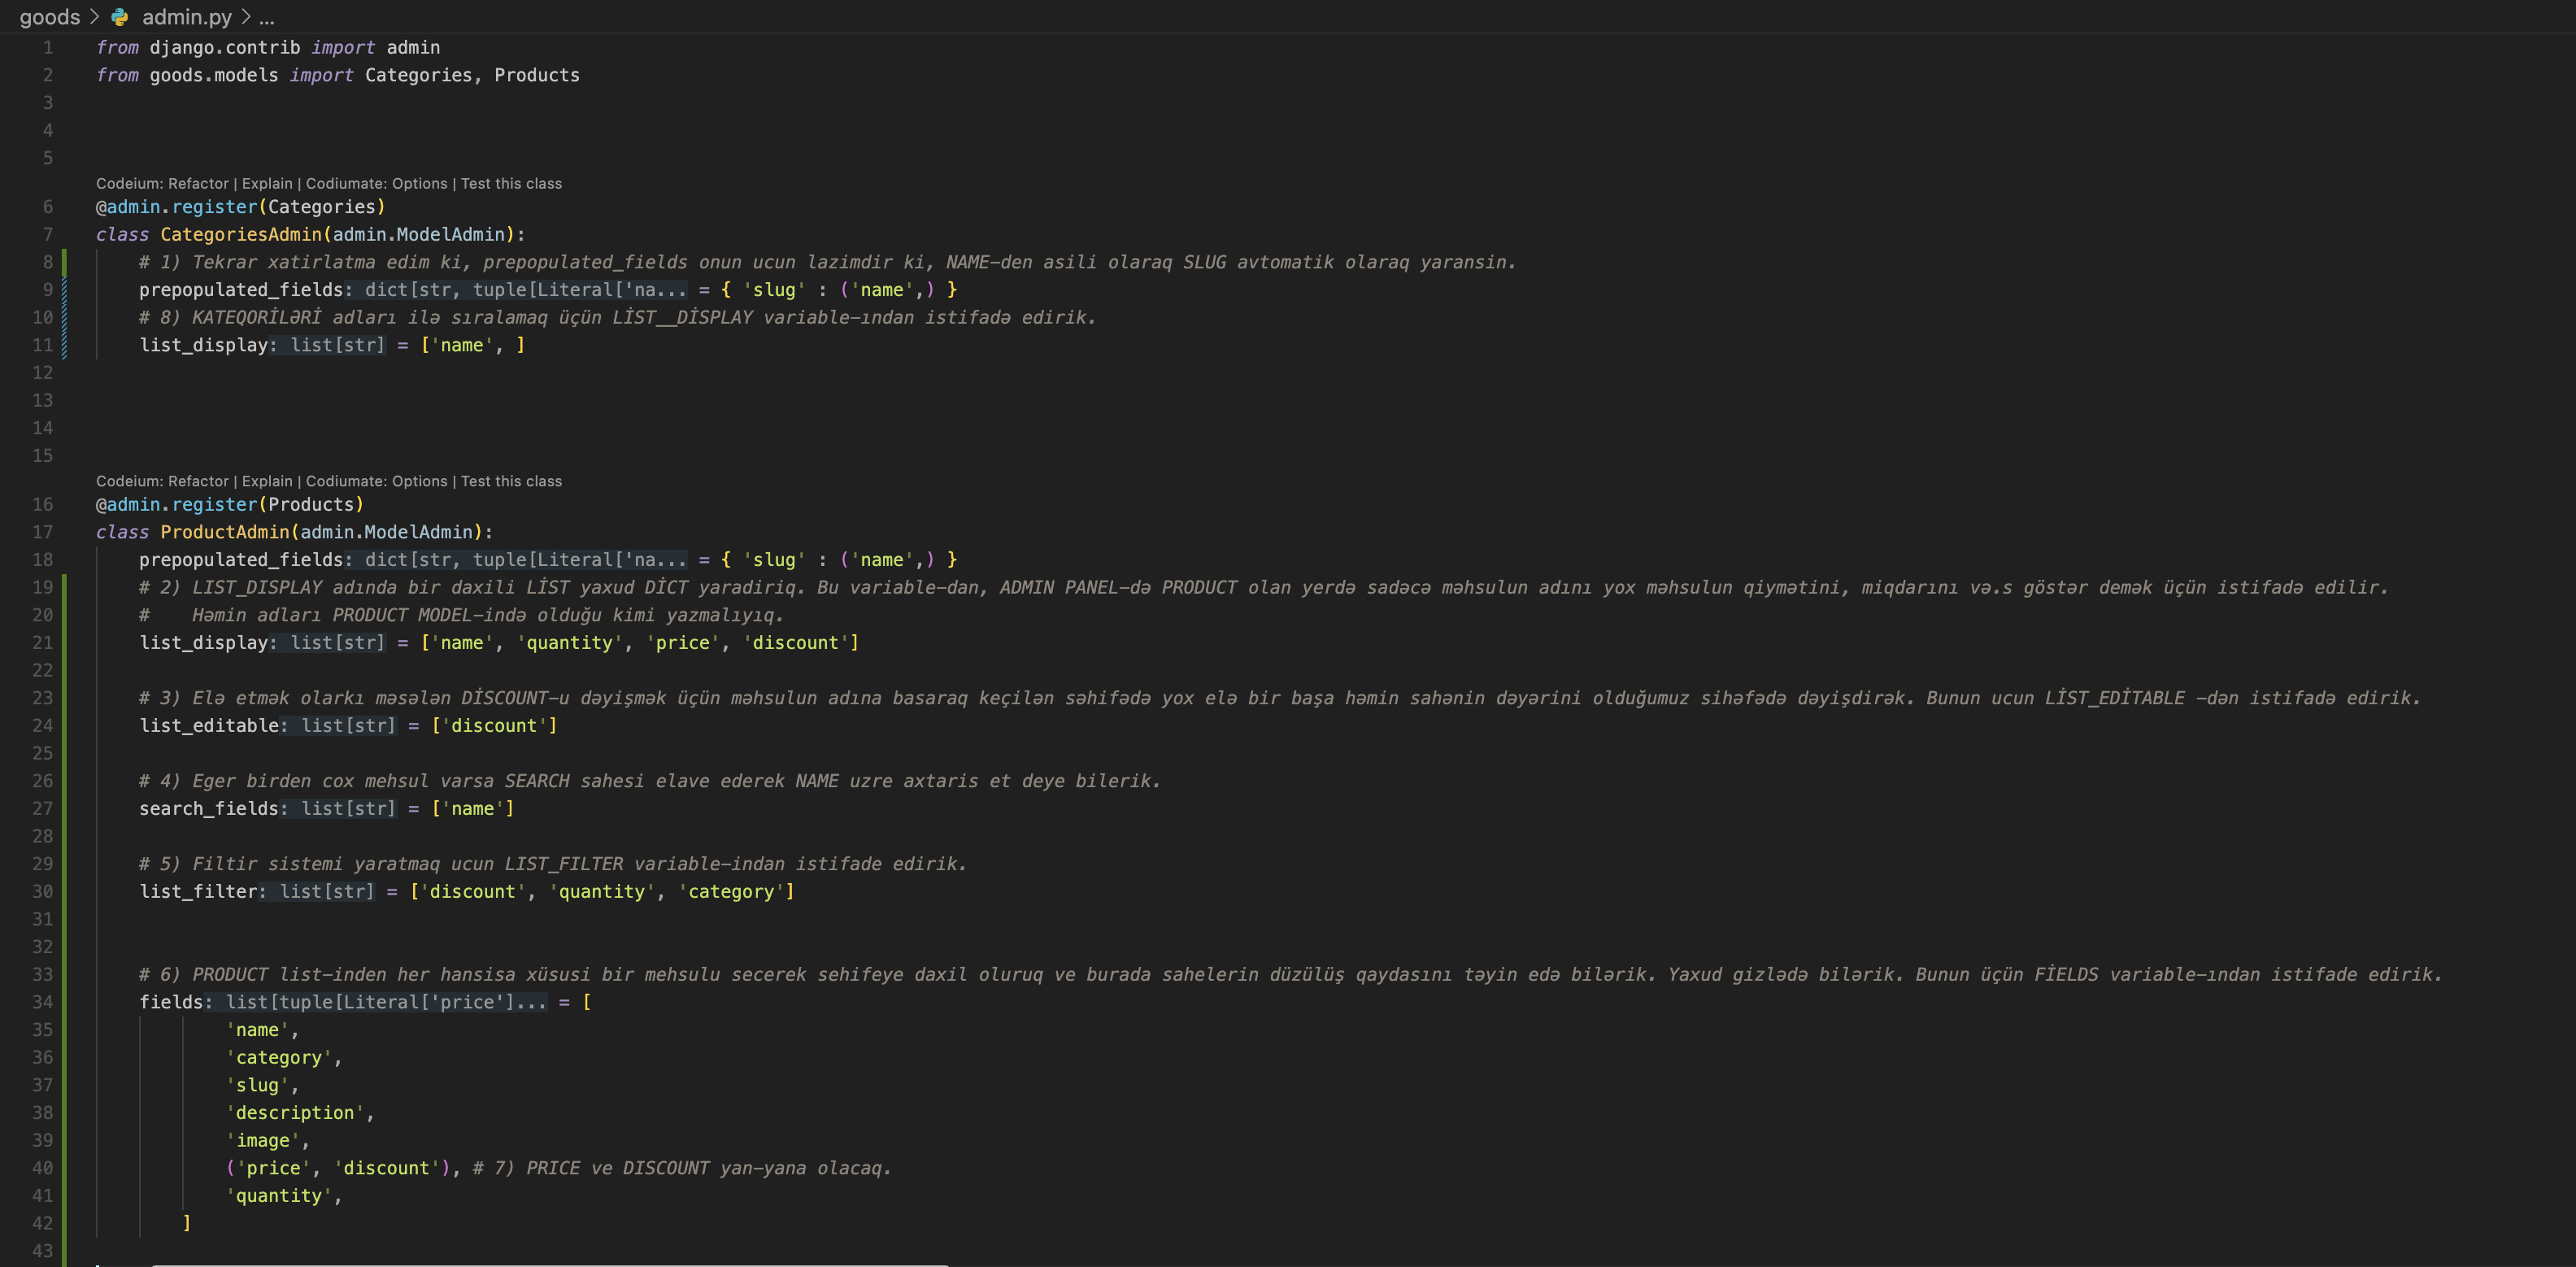 goods > admin.py > ...
1 from django.contrib import admin
2 from goods.models import Categories, Products
3
4
5
Codeium: Refactor | Explain | Codiumate: Options | Test this class
6 @admin.register(Categories)
7 class CategoriesAdmin(admin.ModelAdmin):
8     # 1) Tekrar xatirlatma edim ki, prepopulated_fields onun ucun lazimdir ki, NAME-den asili olaraq SLUG avtomatik olaraq yaransin.
9     prepopulated_fields: dict[str, tuple[Literal['na... = { 'slug' : ('name',) }
10     # 8) KATEQORİLƏRİ adları ilə sıralamaq üçün LİST__DİSPLAY variable-ından istifadə edirik.
11     list_display: list[str] = ['name', ]
12
13
14
15
Codeium: Refactor | Explain | Codiumate: Options | Test this class
16 @admin.register(Products)
17 class ProductAdmin(admin.ModelAdmin):
18     prepopulated_fields: dict[str, tuple[Literal['na... = { 'slug' : ('name',) }
19     # 2) LIST_DISPLAY adında bir daxili LİST yaxud DİCT yaradiriq. Bu variable-dan, ADMIN PANEL-də PRODUCT olan yerdə sadəcə məhsulun adını yox məhsulun qiymətini, miqdarını və.s göstər demək üçün istifadə edilir.
20     #    Həmin adları PRODUCT MODEL-ində olduğu kimi yazmalıyıq.
21     list_display: list[str] = ['name', 'quantity', 'price', 'discount']
22
23     # 3) Elə etmək olarkı məsələn DİSCOUNT-u dəyişmək üçün məhsulun adına basaraq keçilən səhifədə yox elə bir başa həmin sahənin dəyərini olduğumuz sihəfədə dəyişdirək. Bunun ucun LİST_EDİTABLE -dən istifadə edirik.
24     list_editable: list[str] = ['discount']
25
26     # 4) Eger birden cox mehsul varsa SEARCH sahesi elave ederek NAME uzre axtaris et deye bilerik.
27     search_fields: list[str] = ['name']
28
29     # 5) Filtir sistemi yaratmaq ucun LIST_FILTER variable-indan istifade edirik.
30     list_filter: list[str] = ['discount', 'quantity', 'category']
31
32
33     # 6) PRODUCT list-inden her hansisa xüsusi bir mehsulu secerek sehifeye daxil oluruq ve burada sahelerin düzülüş qaydasını təyin edə bilərik. Yaxud gizlədə bilərik. Bunun üçün FİELDS variable-ından istifade edirik.
34     fields: list[tuple[Literal['price']... = [
35             'name',
36             'category',
37             'slug',
38             'description',
39             'image',
40             ('price', 'discount'), # 7) PRICE ve DISCOUNT yan-yana olacaq.
41             'quantity',
42         ]
43